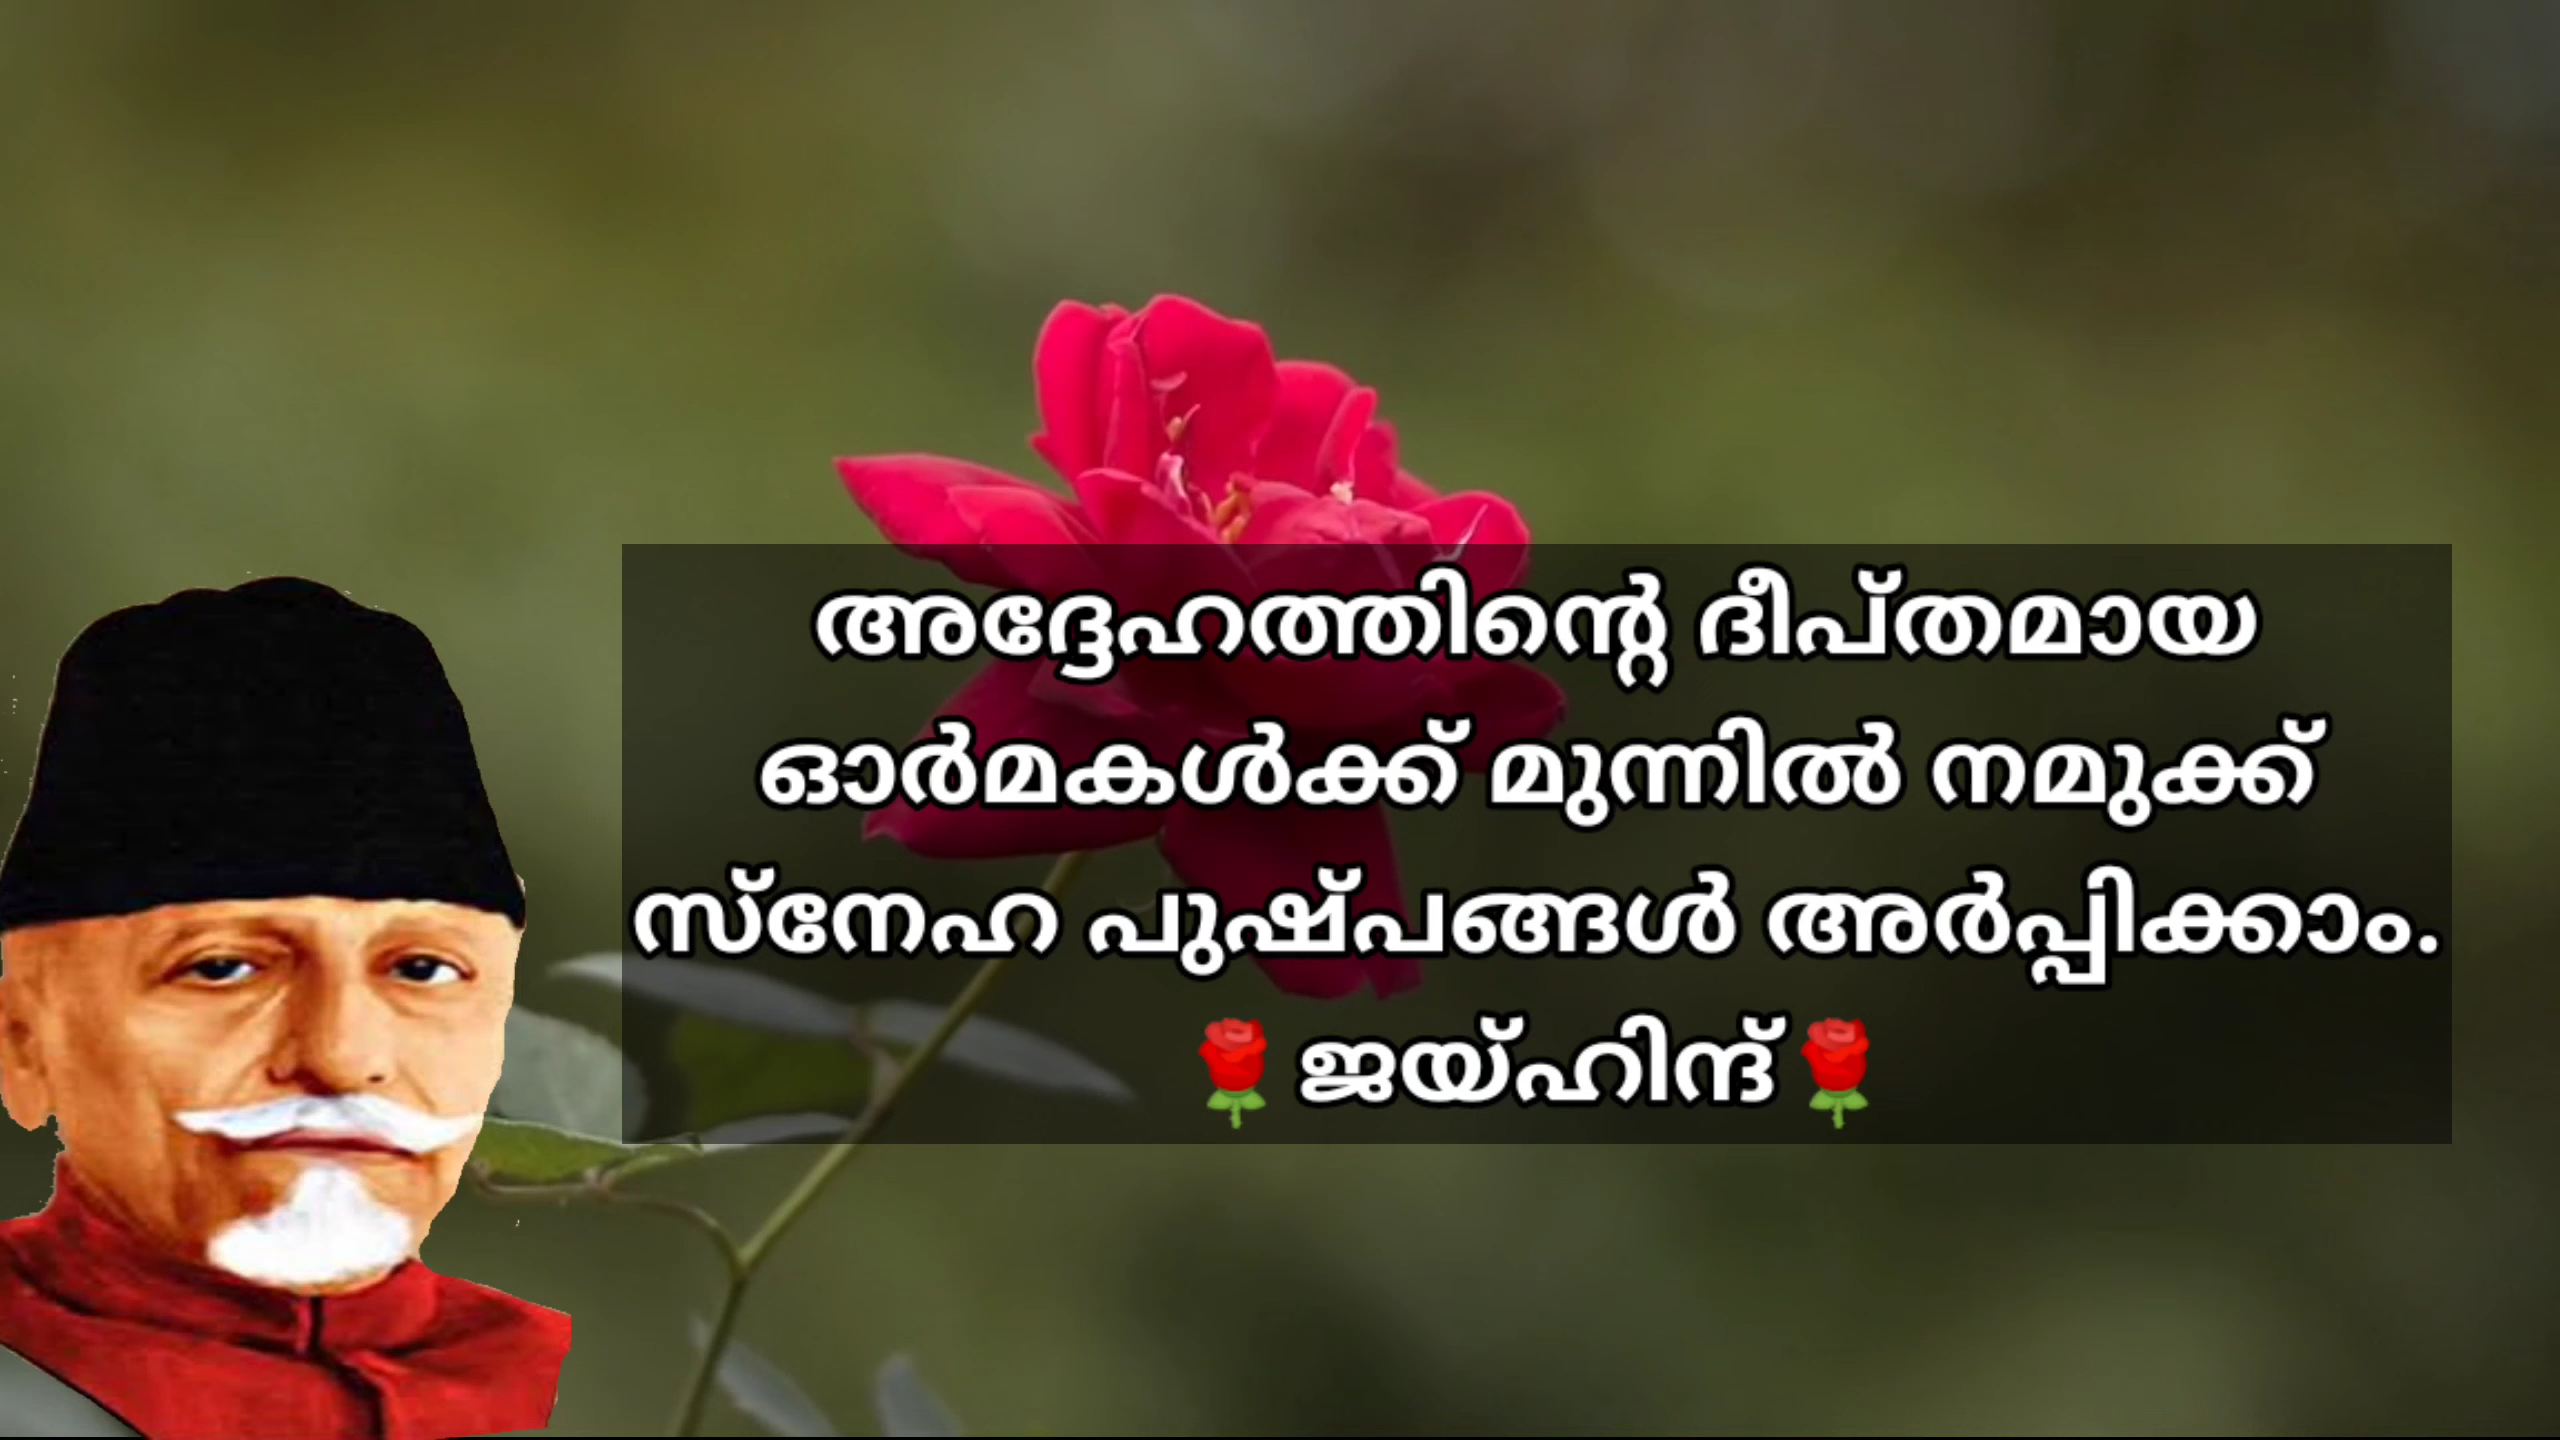 അദ്ദേഹത്തിന്റെ ദീപ്തമായ
ഓർമകൾക്ക് മുന്നിൽ നമുക്ക്
സ്നേഹ പുഷ്പങ്ങൾ അർപ്പിക്കാം.
🌹ജയ്ഹിന്ദ്🌹